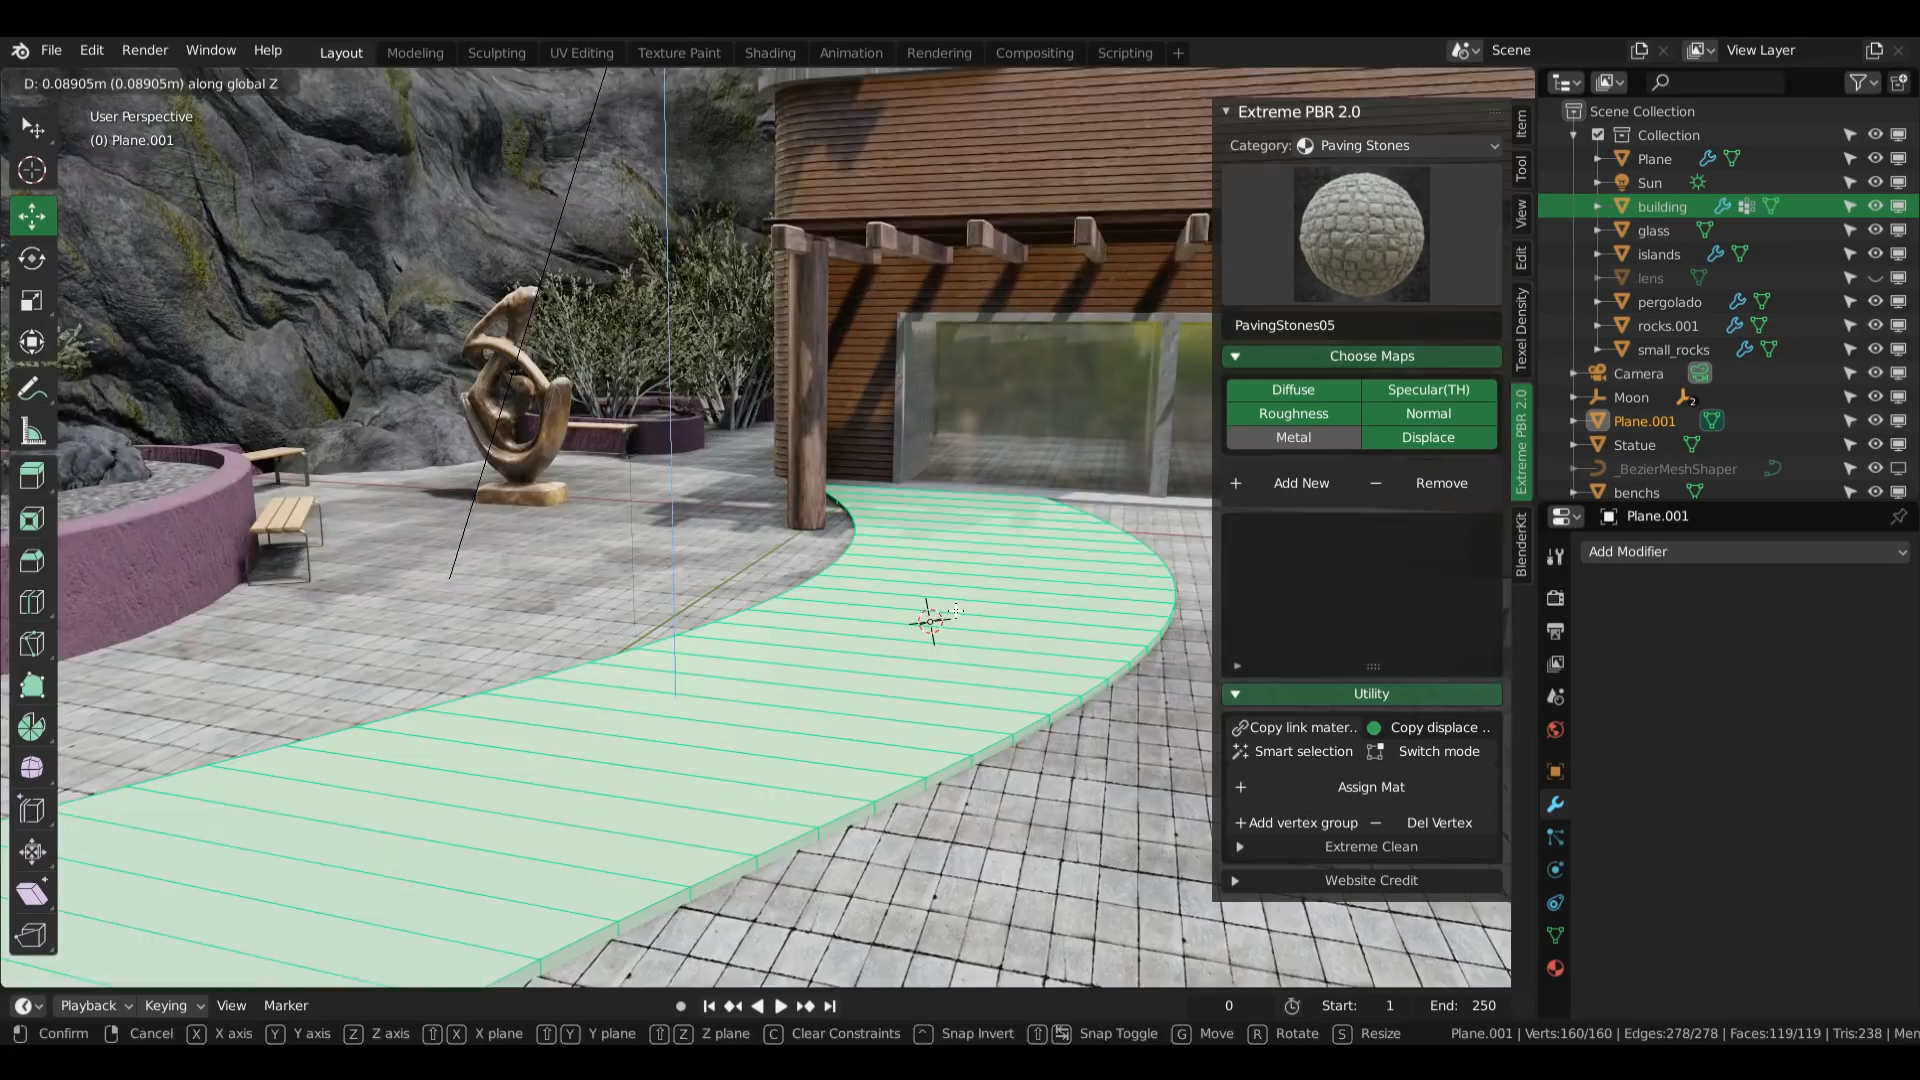 File Edit Render Window Help
Layout Modeling Sculpting UV Editing Texture Paint Shading Animation Rendering Compositing Scripting +
Scene
View Layer
D: 0.08905m (0.08905m) along global Z
User Perspective
(0) Plane.001
Extreme PBR 2.0
Category: Paving Stones
PavingStones05
Choose Maps
Diffuse Specular(TH)
Roughness Normal
Metal Displace
Add New Remove
Utility
Copy link mater.. Copy displace ..
Smart selection Switch mode
Assign Mat
Add vertex group Del Vertex
Extreme Clean
Website Credit
Item
Tool
View
Edit
Texel Density
Extreme PBR 2.0
BlenderKit
Scene Collection
Collection
Plane
Sun
building
glass
islands
lens
pergolado
rocks.001
small_rocks
Camera
Moon 2
Plane.001
Statue
_BezierMeshShaper
benchs
Plane.001
Add Modifier
Playback Keying View Marker
0 Start: 1 End: 250
Confirm Cancel X X axis Y Y axis Z Z axis X X plane Y Y plane Z Z plane C Clear Constraints Snap Invert Snap Toggle G Move R Rotate S Resize
Plane.001 | Verts:160/160 | Edges:278/278 | Faces:119/119 | Tris:238 | Men